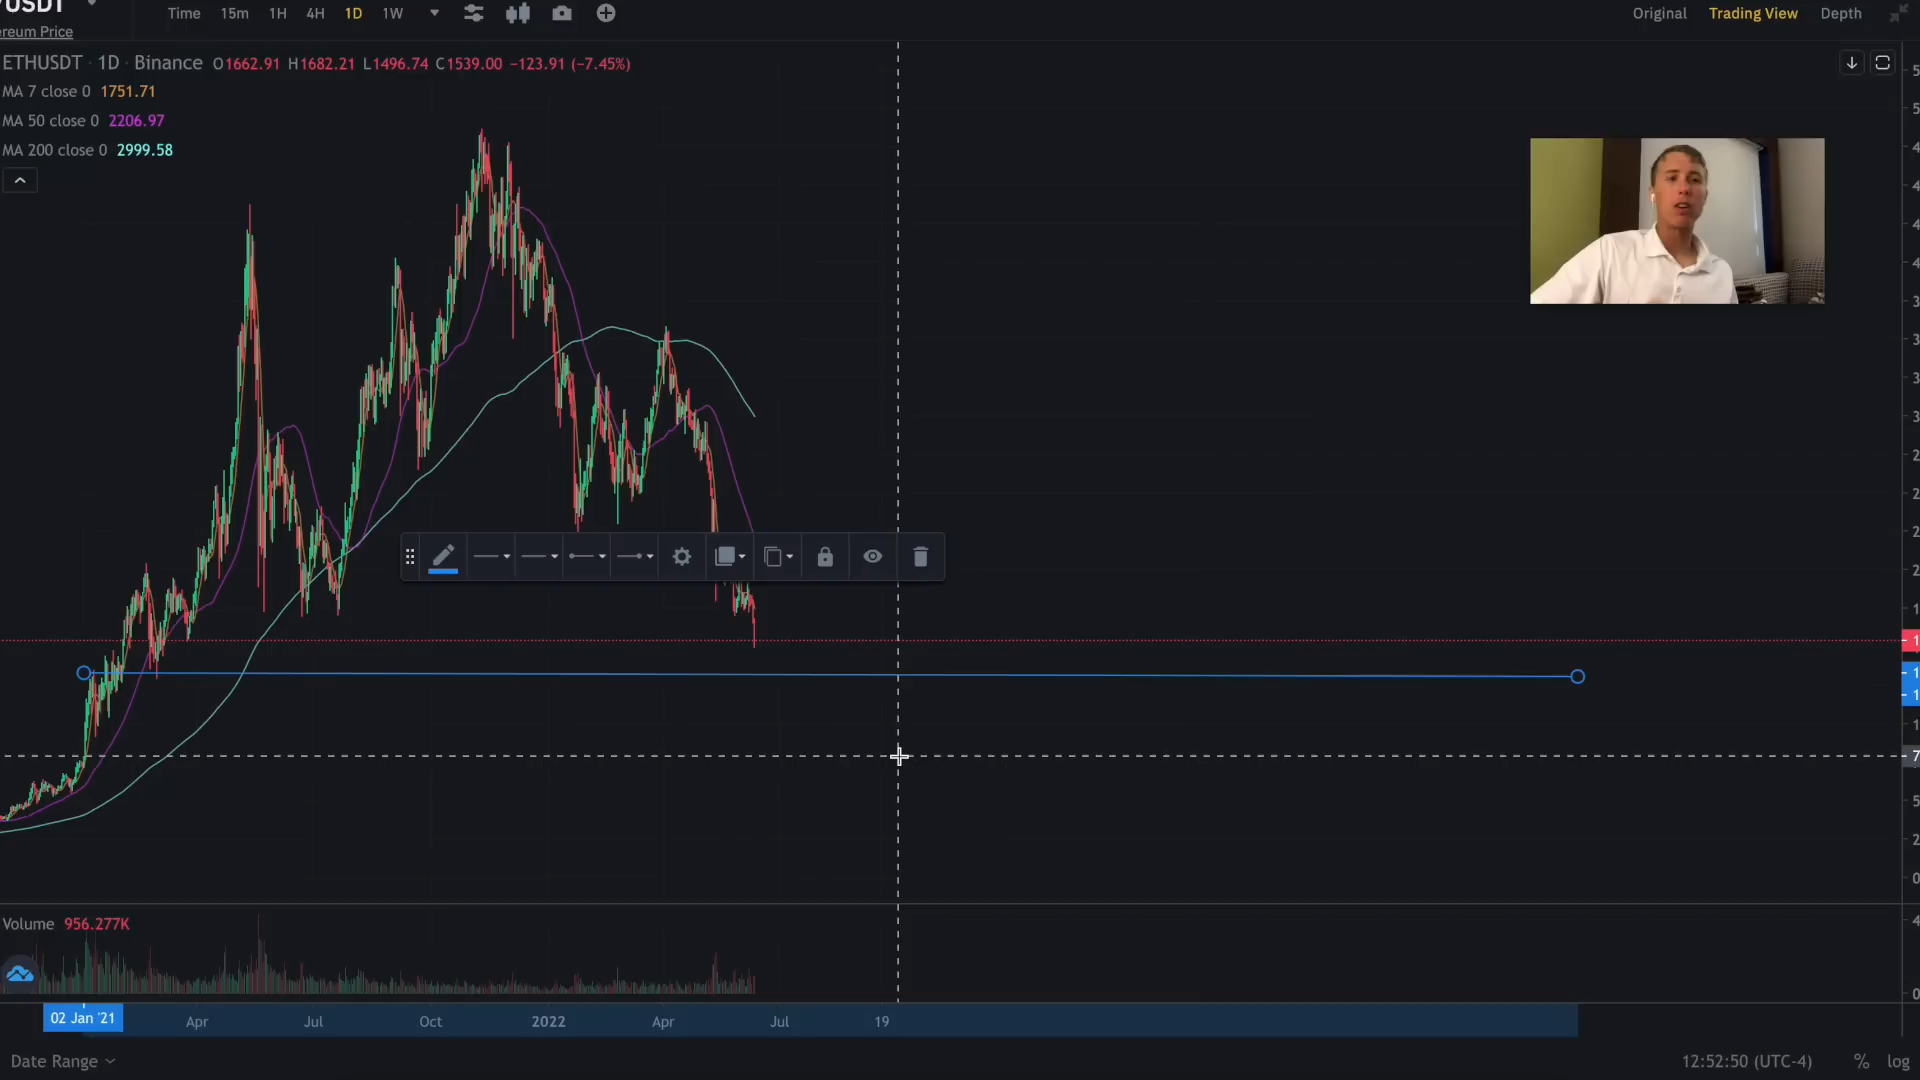 /USDT
ereum Price
Time 15m 1H 4H 1D 1W
Original Trading View Depth
ETHUSDT · 1D · Binance O1662.91 H1682.21 L1496.74 C1539.00 −123.91 (−7.45%)
MA 7 close 0 1751.71
MA 50 close 0 2206.97
MA 200 close 0 2999.58
Volume 956.277K
02 Jan '21 Apr Jul Oct 2022 Apr Jul 19
Date Range
12:52:50 (UTC-4) % log